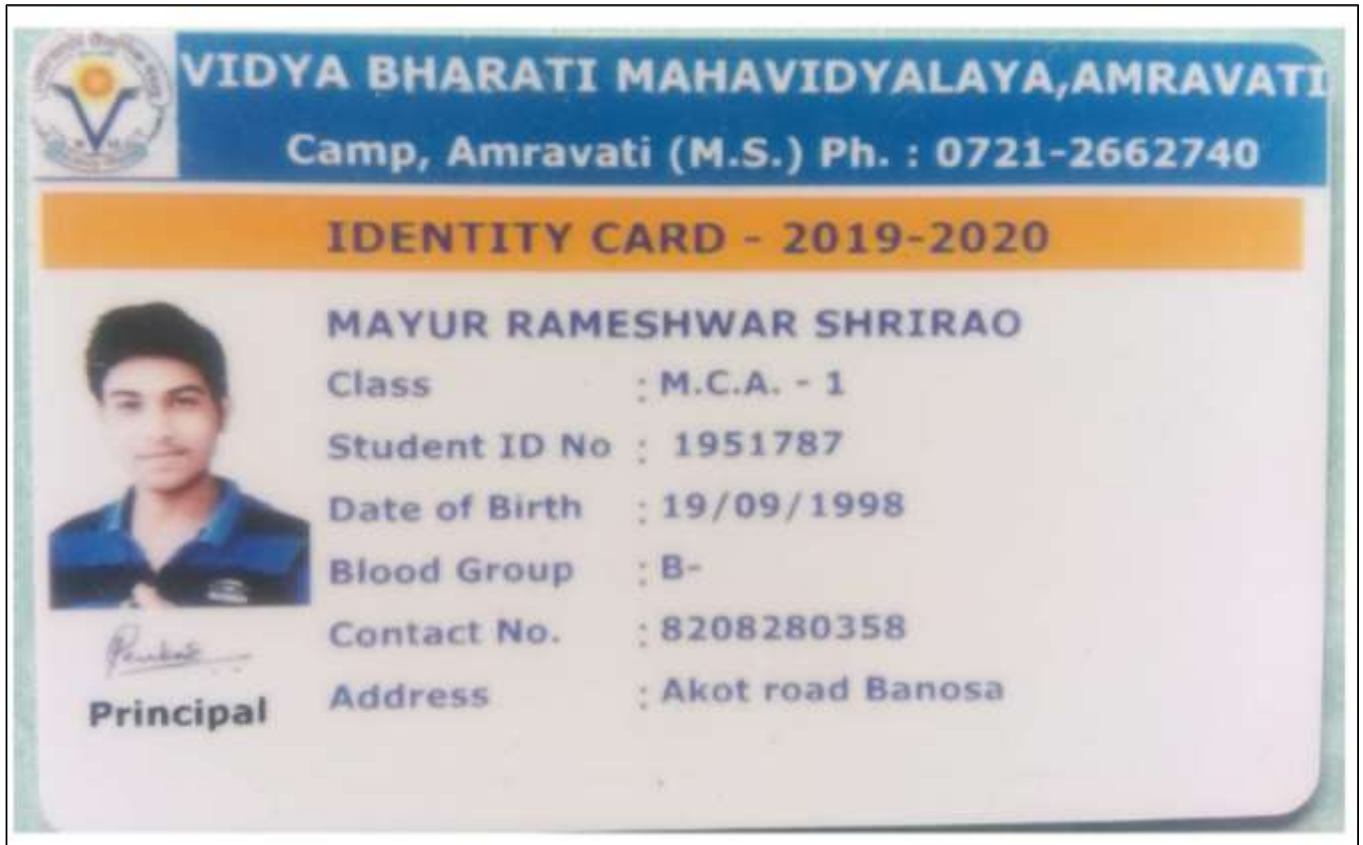 VIDYA BHARATI MAHAVIDYALAYA,AMRAVATI
Camp, Amravati (M.S.) Ph. : 0721-2662740
IDENTITY CARD - 2019-2020
MAYUR RAMESHWAR SHRIRAO
Class : M.C.A. - 1
Student ID No : 1951787
Date of Birth : 19/09/1998
Blood Group : B-
Contact No. : 8208280358
Address : Akot road Banosa
Principal